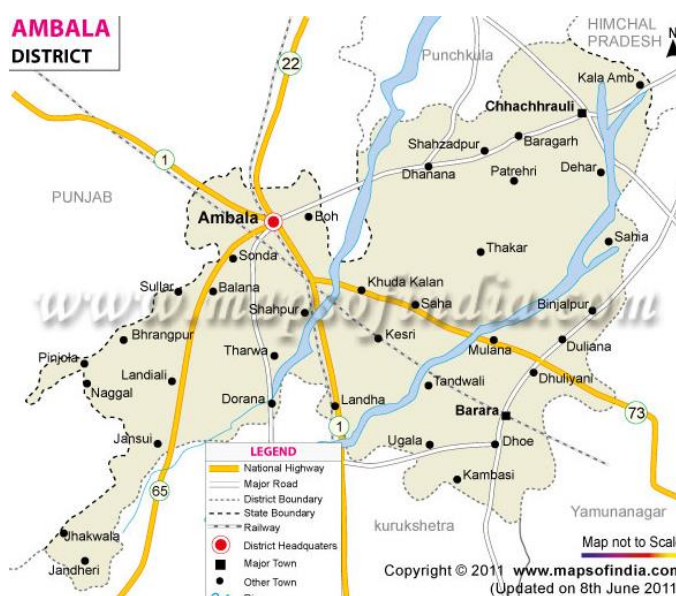 AMBALA
DISTRICT
HIMCHAL
PRADESH
N
Punchkula
22
Kala Amb
Chhachhrauli
Baragarh
Shahzadpur
Dhanana
Patrehri
Dehar
1
PUNJAB
Ambala
Boh
Sahia
Sonda
Thakar
Sullar
Balana
Khuda Kalan
www.mapsofindia.com
Shahpur
Saha
Binjalpur
Bhrangpur
Kesri
Mulana
Duliana
Pinjola
Tharwa
Naggal
Landiali
Tandwali
Dhuliyani
Dorana
Landha
Barara
73
1
Jansui
Ugala
Dhoe
LEGEND
National Highway
Major Road
District Boundary
State Boundary
Railway
District Headquaters
Major Town
Other Town
65
Kambasi
Yamunanagar
kurukshetra
Jhakwala
Jandheri
Map not to Scale
Copyright © 2011 www.mapsofindia.com
(Updated on 8th June 2011)